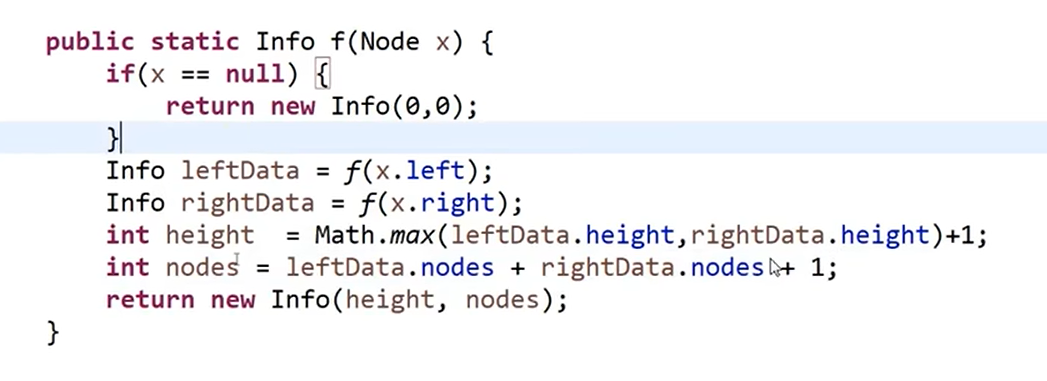 public static Info f(Node x) {
    if(x == null) {
        return new Info(0,0);
    }
    Info leftData = f(x.left);
    Info rightData = f(x.right);
    int height  = Math.max(leftData.height,rightData.height)+1;
    int nodes = leftData.nodes + rightData.nodes + 1;
    return new Info(height, nodes);
}